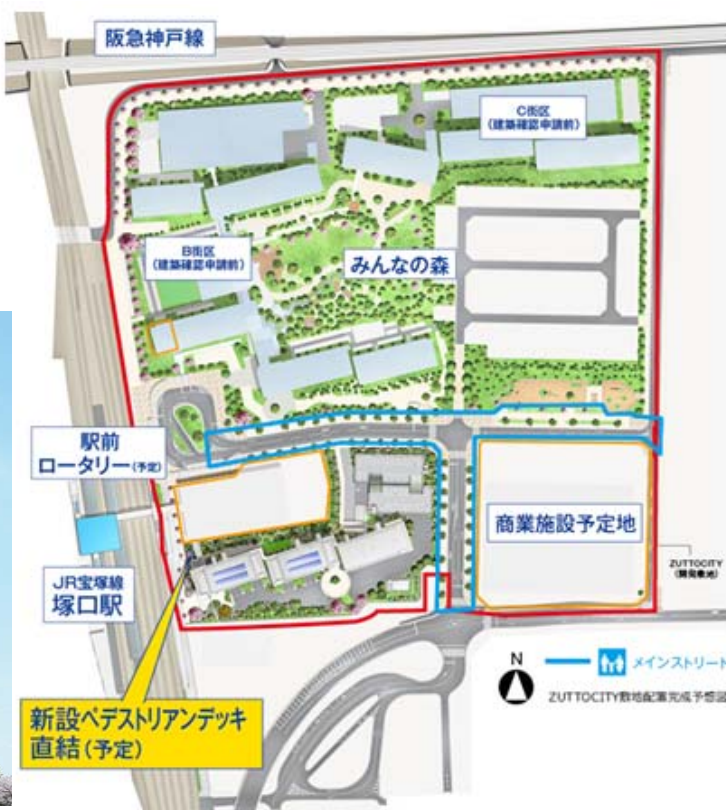 阪急神戸線
C街区
(建築確認申請前)
B街区
(建築確認申請前)
みんなの森
駅前
ロータリー(予定)
商業施設予定地
JR宝塚線
塚口駅
ZUTTOCITY
(開発敷地)
新設ペデストリアンデッキ
直結(予定)
N
メインストリート
ZUTTOCITY敷地配置完成予想図